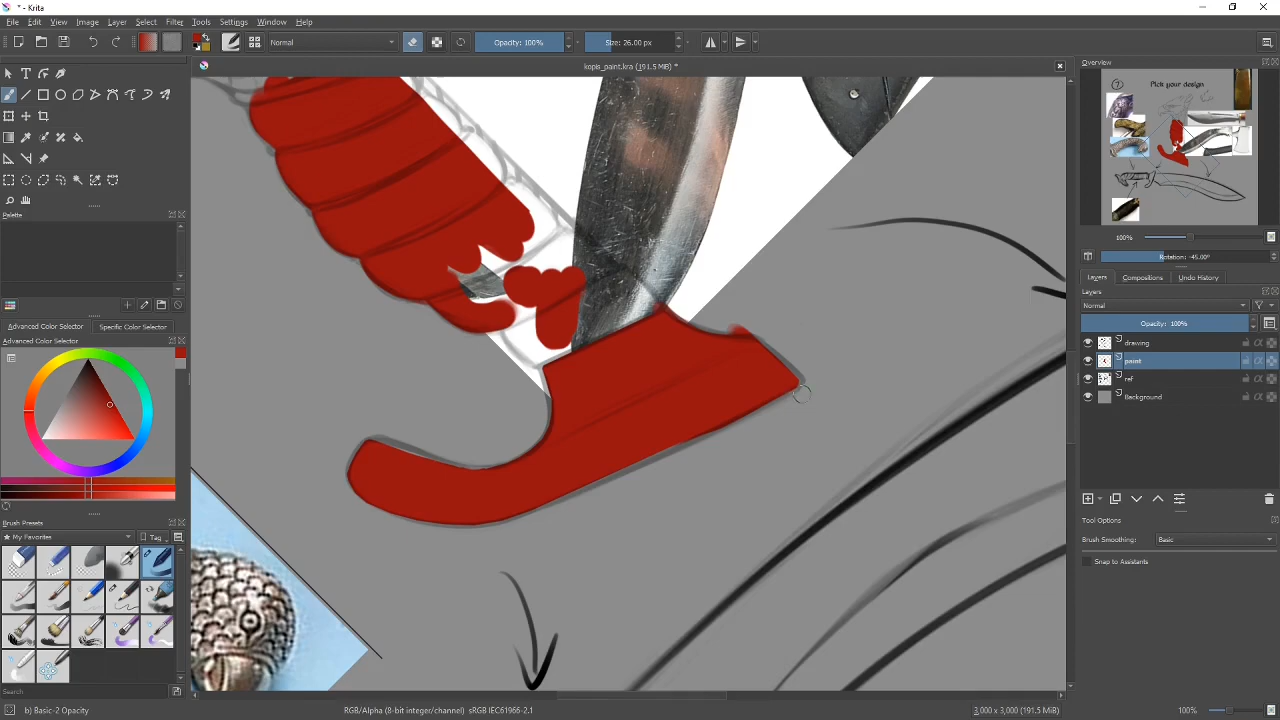 * - Krita
File Edit View Image Layer Select Filter Tools Settings Window Help
Normal Opacity: 100% Size: 26.00 px
kopis_paint.kra (191.5 MiB) *
Palette
Advanced Color Selector Specific Color Selector
Advanced Color Selector
Brush Presets
My Favorites Tag
Search
b) Basic-2 Opacity
RGB/Alpha (8-bit integer/channel) sRGB IEC61966-2.1
3,000 x 3,000 (191.5 MiB)
100%
Overview
Pick your design
100%
Rotation: -45.00°
Layers Compositions Undo History
Layers
Normal
Opacity: 100%
drawing
paint
ref
Background
Tool Options
Brush Smoothing: Basic
Snap to Assistants